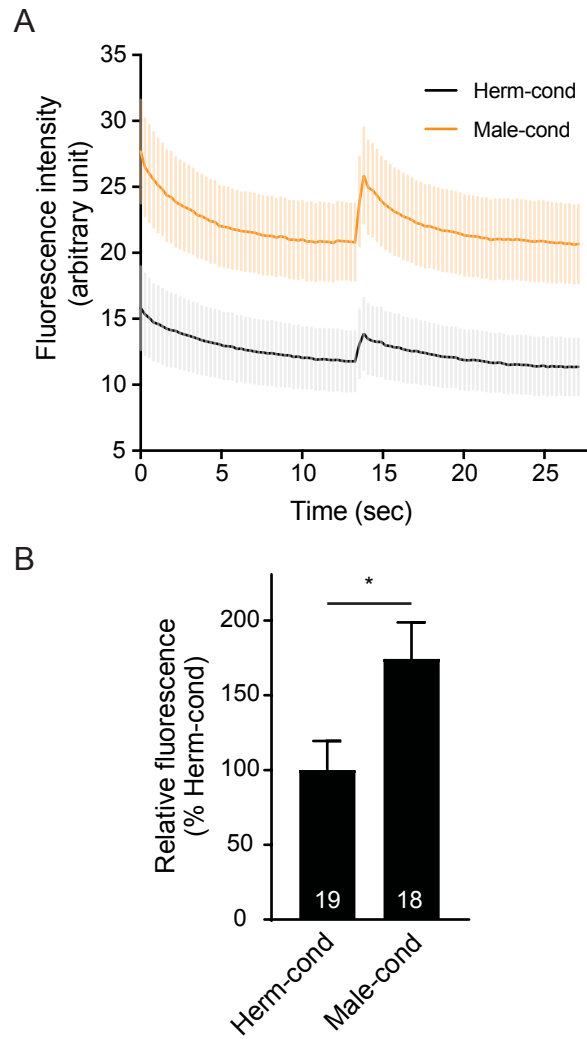 A
Fluorescence intensity
(arbitrary unit)
35
30
25
20
15
10
5
Herm-cond
Male-cond
0
5
10
15
20
25
Time (sec)
B
Relative fluorescence
(% Herm-cond)
200
150
100
50
0
*
19
18
Herm-cond
Male-cond